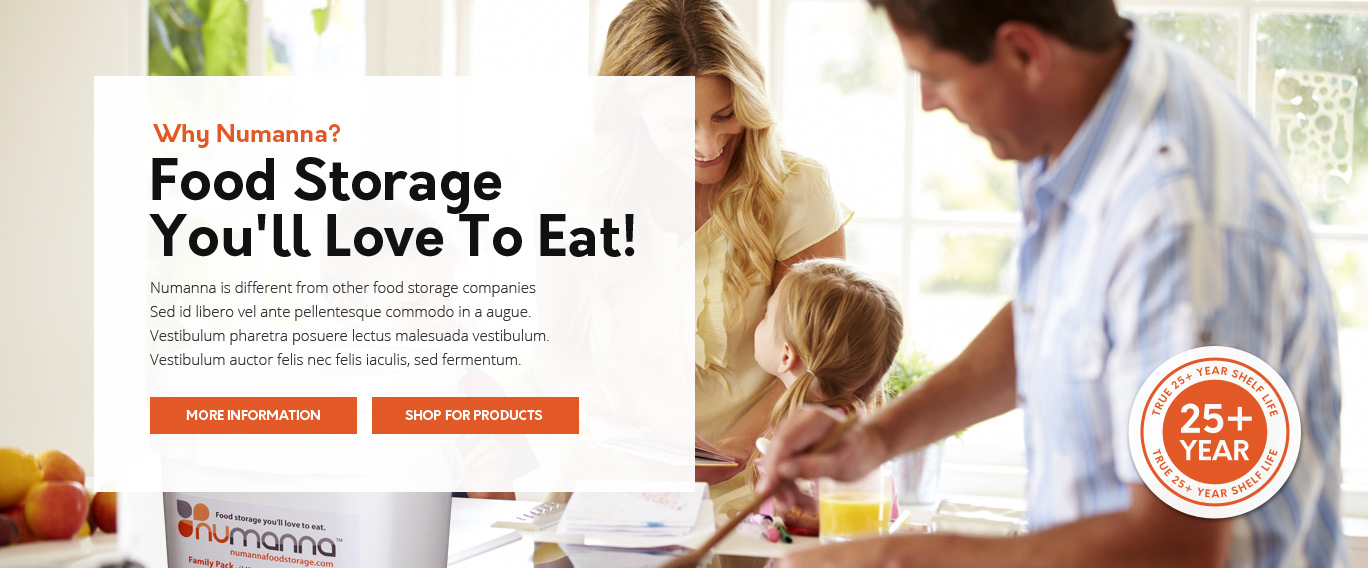 Why Numanna?
Food Storage
You'll Love To Eat!
Numanna is different from other food storage companies
Sed id libero vel ante pellentesque commodo in a augue.
Vestibulum pharetra posuere lectus malesuada vestibulum.
Vestibulum auctor felis nec felis iaculis, sed fermentum.
MORE INFORMATION
SHOP FOR PRODUCTS
TRUE 25+ YEAR SHELF LIFE
25+
YEAR
TRUE 25+ YEAR SHELF LIFE
Food storage you'll love to eat.
numanna™
numannafoodstorage.com
Family Pack